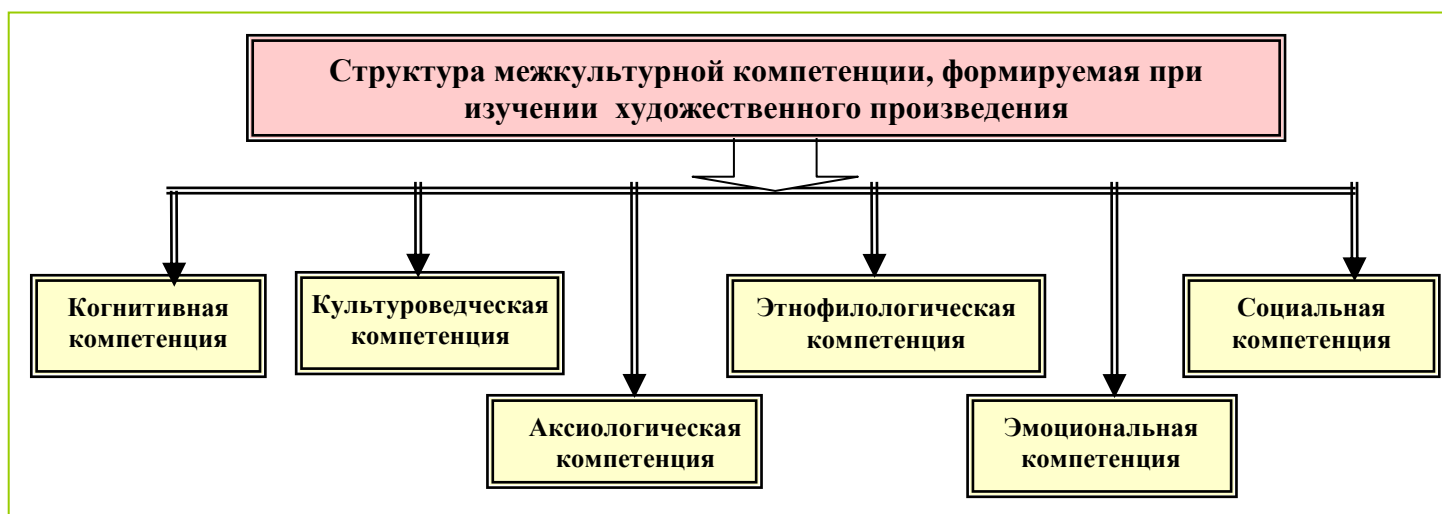 Структура межкультурной компетенции, формируемая при
изучении художественного произведения
Когнитивная
компетенция
Культуроведческая
компетенция
Аксиологическая
компетенция
Этнофилологическая
компетенция
Эмоциональная
компетенция
Социальная
компетенция